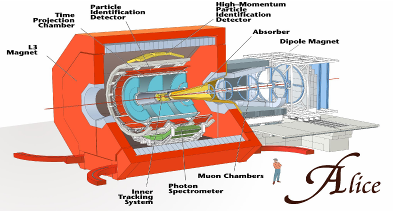 Time
Projection
Chamber
Particle
Identification
Detector
High-Momentum
Particle
Identification
Detector
L3
Magnet
Absorber
Dipole Magnet
Muon Chambers
Photon
Spectrometer
Inner
Tracking
System
Alice